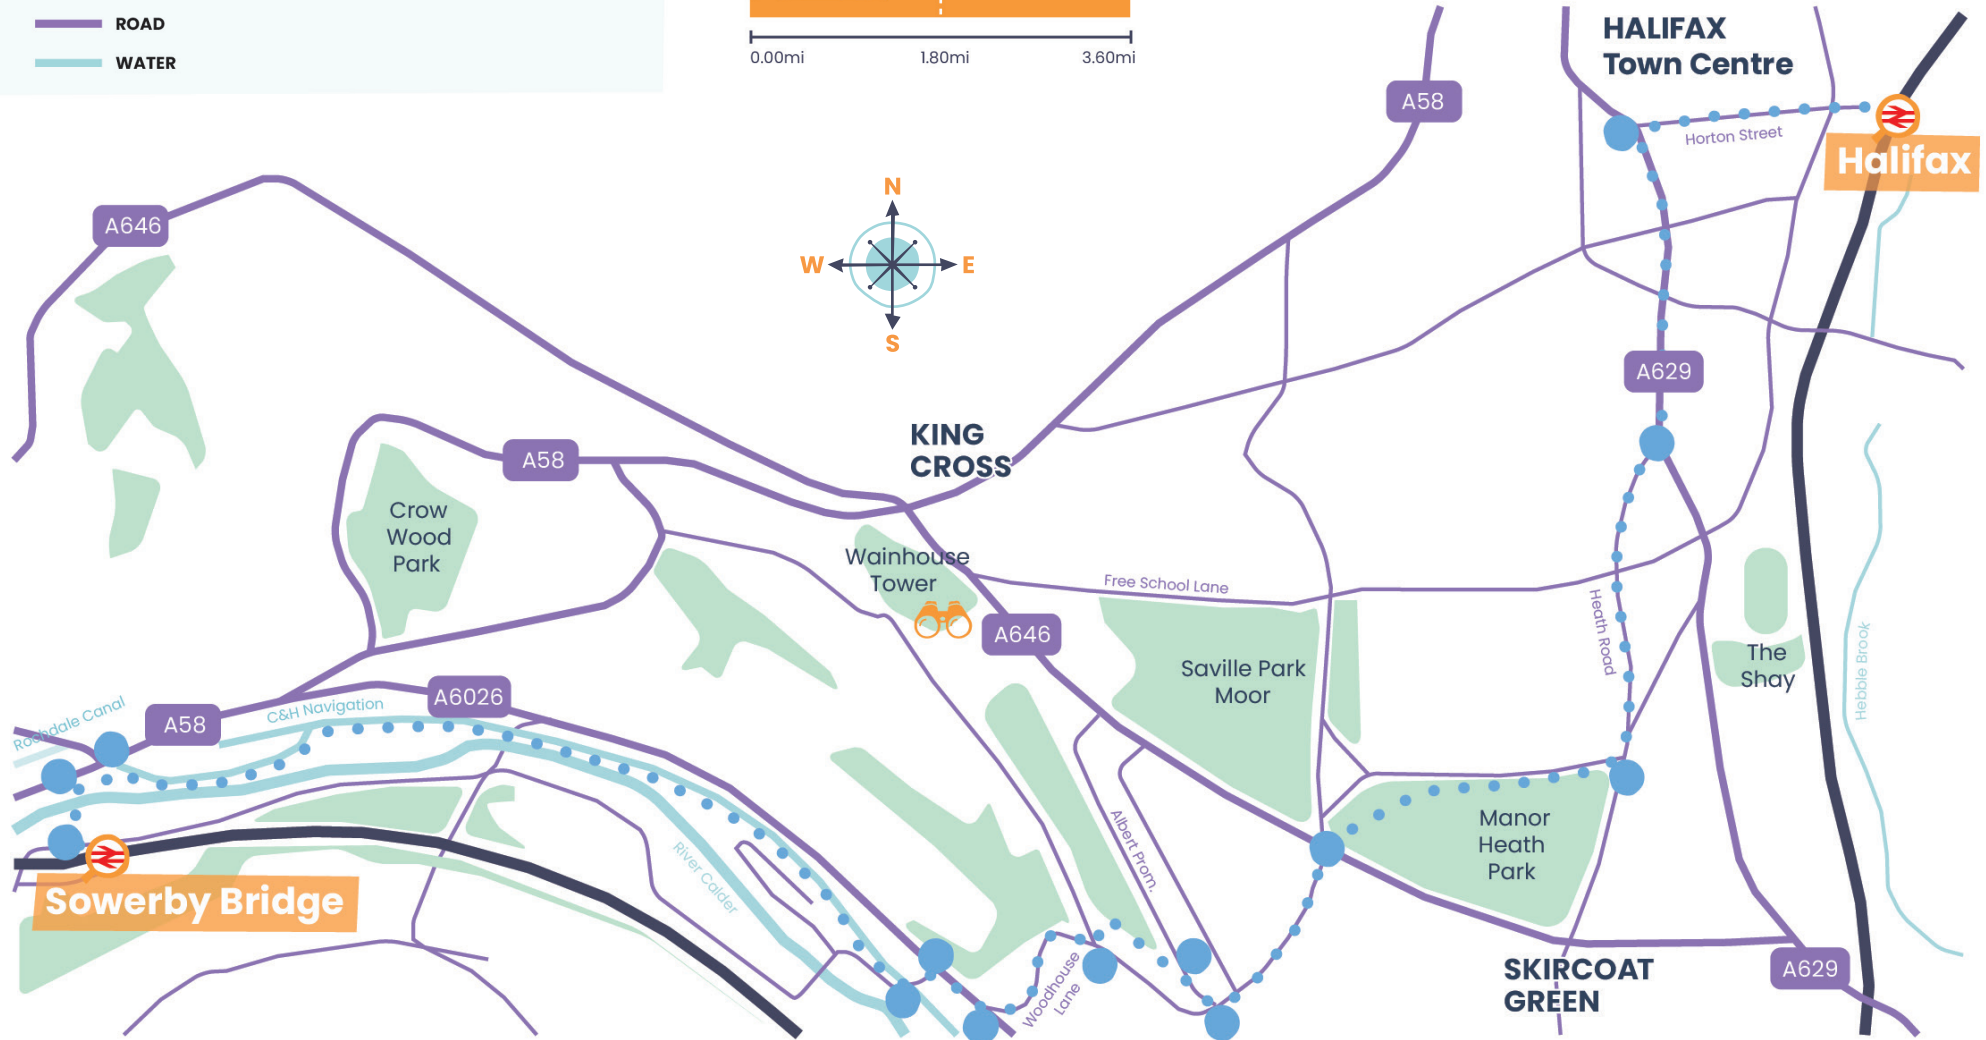 ROAD
WATER
0.00mi
1.80mi
3.60mi
HALIFAX
Town Centre
A58
Horton Street
Halifax
N
W
E
S
A646
A629
KING
CROSS
A58
Crow
Wood
Park
Wainhouse
Tower
Free School Lane
A646
Heath Road
Saville Park
Moor
The
Shay
Hebble Brook
Rochdale Canal
A58
C&H Navigation
A6026
Manor
Heath
Park
Albert Prom.
River Calder
Sowerby Bridge
Woodhouse
Lane
SKIRCOAT
GREEN
A629